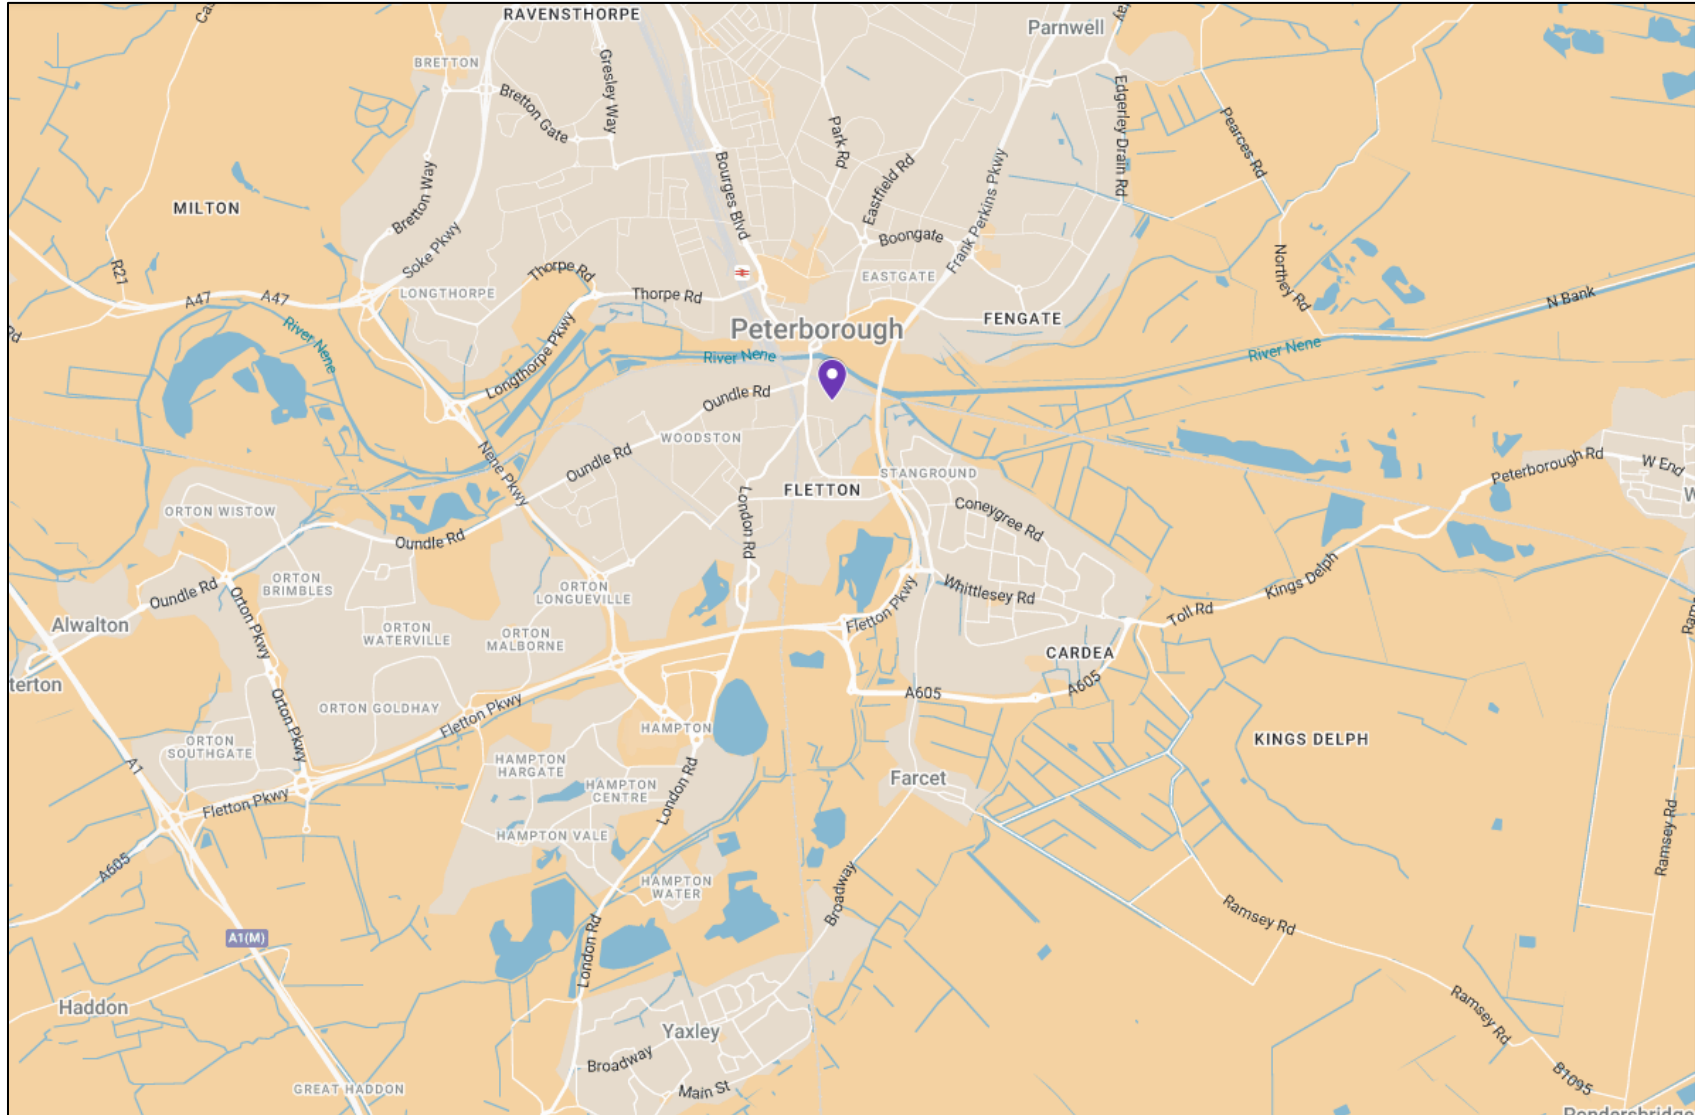 RAVENSTHORPE
Parnwell
BRETTON
Gresley Way
Bretton Gate
Edgerley Drain Rd
Pearces Rd
Park Rd
Bourges Blvd
Eastfield Rd
Frank Perkins Pkwy
MILTON
Bretton Way
Soke Pkwy
Boongate
R21
A47
A47
Thorpe Rd
EASTGATE
Northey Rd
LONGTHORPE
Thorpe Rd
N Bank
Rd
River Nene
Longthorpe Pkwy
Peterborough
FENGATE
River Nene
River Nene
Oundle Rd
WOODSTON
Nene Pkwy
Oundle Rd
STANGROUND
Peterborough Rd
W End
W
ORTON WISTOW
London Rd
FLETTON
Coneygree Rd
Oundle Rd
Kings Delph
Oundle Rd
ORTON
BRIMBLES
Orton Pkwy
ORTON
LONGUEVILLE
Fletton Pkwy
Whittlesey Rd
Toll Rd
Alwalton
ORTON
WATERVILLE
ORTON
MALBORNE
CARDEA
terton
Orton Pkwy
ORTON GOLDHAY
Fletton Pkwy
A605
A605
HAMPTON
ORTON
SOUTHGATE
A1
KINGS DELPH
HAMPTON
HARGATE
HAMPTON
CENTRE
London Rd
Farcet
Fletton Pkwy
HAMPTON VALE
Ramsey Rd
A605
HAMPTON
WATER
Broadway
Ramsey Rd
A1(M)
London Rd
Haddon
Yaxley
Ramsey Rd
Broadway
Main St
GREAT HADDON
B1095